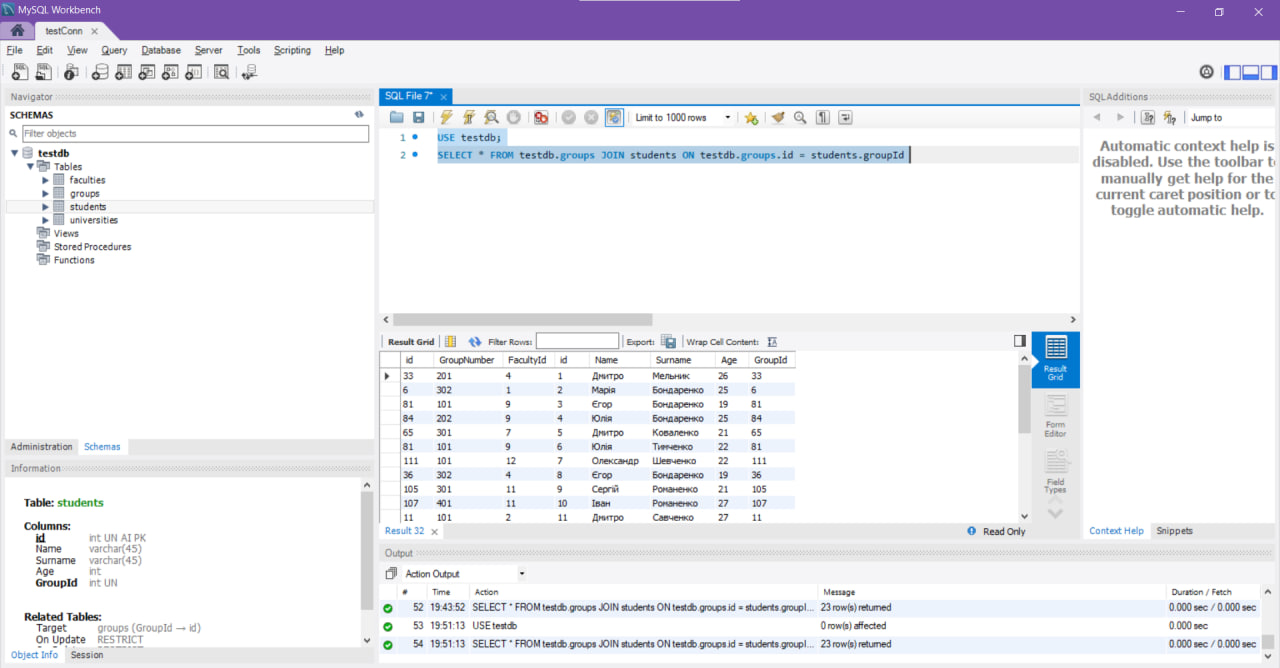 MySQL Workbench
testConn
File Edit View Query Database Server Tools Scripting Help
Navigator
SCHEMAS
Filter objects
testdb
Tables
faculties
groups
students
universities
Views
Stored Procedures
Functions
Administration Schemas
Information
Table: students
Columns:
id int UN AI PK
Name varchar(45)
Surname varchar(45)
Age int
GroupId int UN
Related Tables:
Target groups (GroupId → id)
On Update RESTRICT
Object Info Session
SQL File 7*
Limit to 1000 rows
1 USE testdb;
2 SELECT * FROM testdb.groups JOIN students ON testdb.groups.id = students.groupId
Result Grid Filter Rows: Export: Wrap Cell Content:
id GroupNumber FacultyId id Name Surname Age GroupId
33 201 4 1 Дмитро Мельник 26 33
6 302 1 2 Марія Бондаренко 25 6
81 101 9 3 Єгор Бондаренко 19 81
84 202 9 4 Юлія Бондаренко 25 84
65 301 7 5 Дмитро Коваленко 21 65
81 101 9 6 Юлія Тимченко 22 81
111 101 12 7 Олександр Шевченко 22 111
36 302 4 8 Єгор Бондаренко 19 36
105 301 11 9 Сергій Романенко 21 105
107 401 11 10 Іван Романенко 27 107
11 101 2 11 Дмитро Савченко 27 11
Result Grid
Form Editor
Field Types
Result 32
Read Only
SQLAdditions
Jump to
Automatic context help is
disabled. Use the toolbar t
manually get help for the
current caret position or to
toggle automatic help.
Context Help Snippets
Output
Action Output
# Time Action Message Duration / Fetch
52 19:43:52 SELECT * FROM testdb.groups JOIN students ON testdb.groups.id = students.groupI... 23 row(s) returned 0.000 sec / 0.000 sec
53 19:51:13 USE testdb 0 row(s) affected 0.000 sec
54 19:51:13 SELECT * FROM testdb.groups JOIN students ON testdb.groups.id = students.groupI... 23 row(s) returned 0.000 sec / 0.000 sec